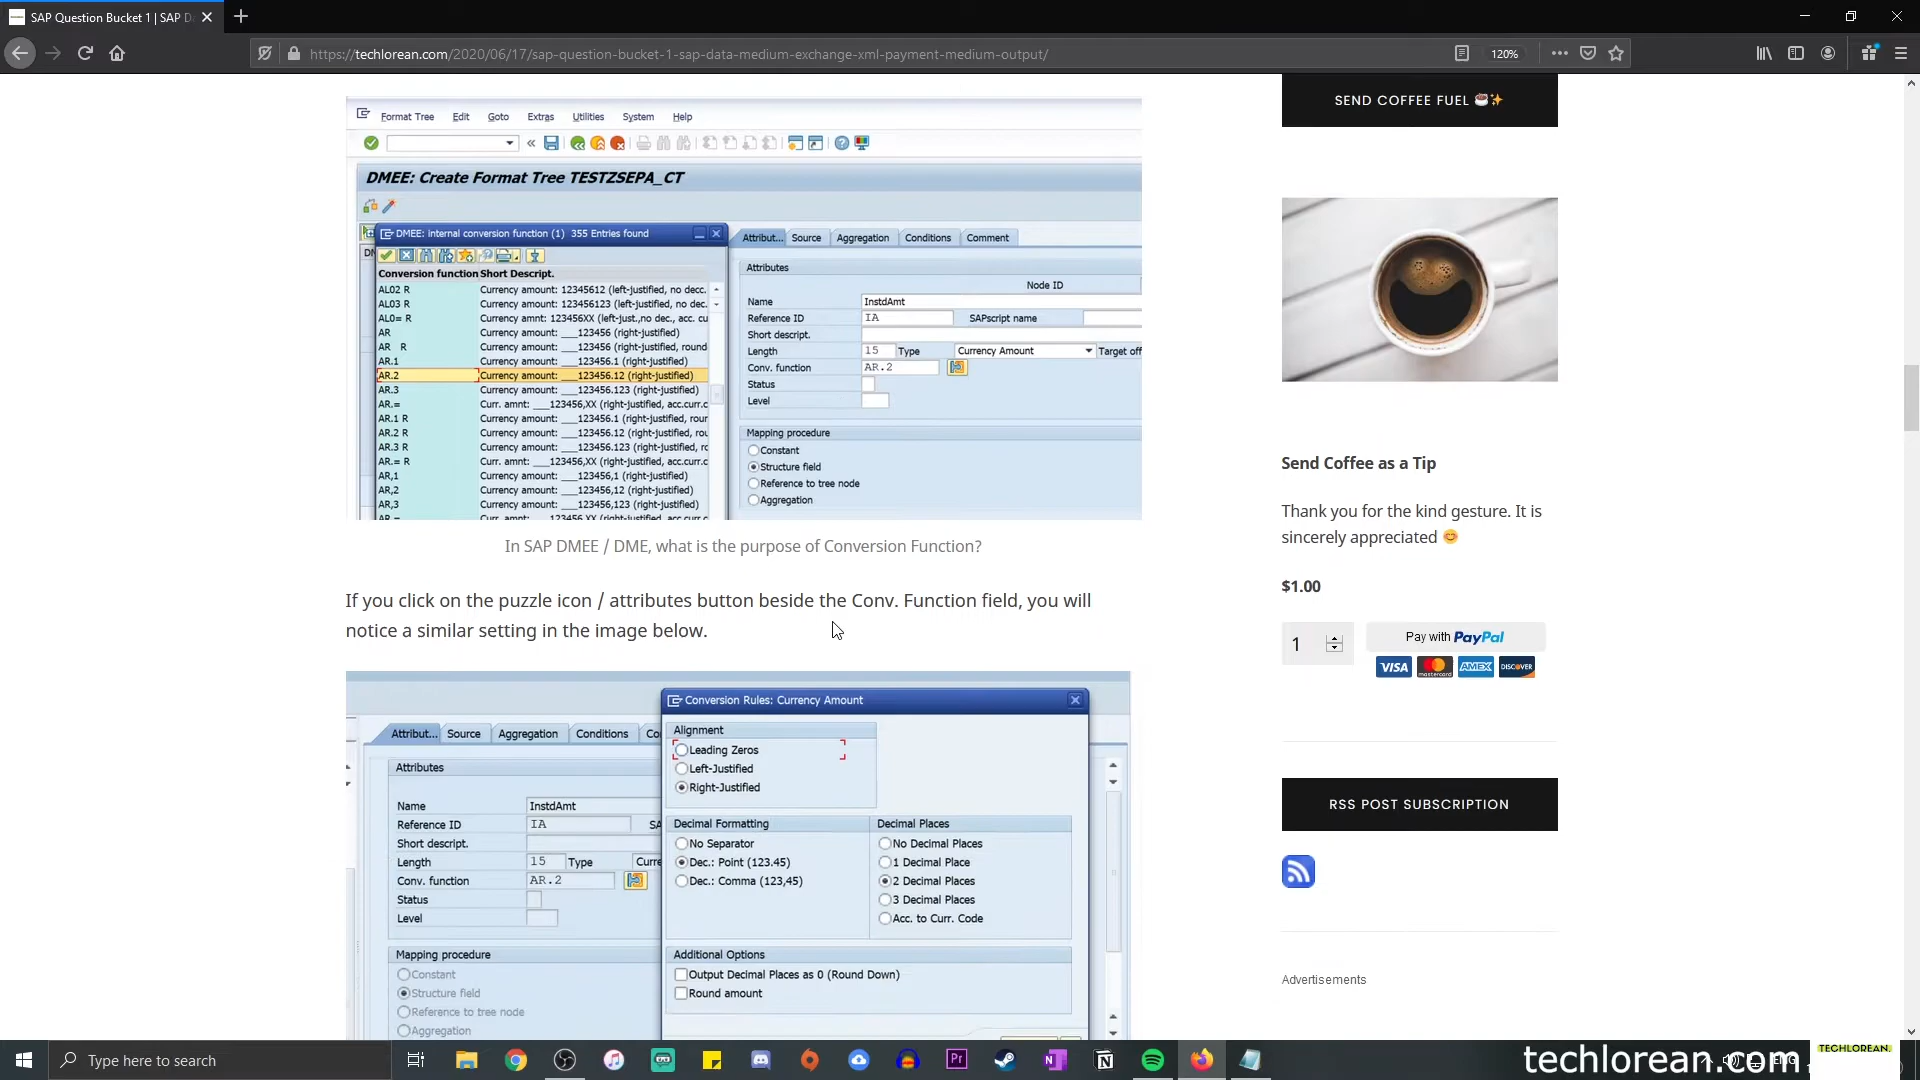 SAP Question Bucket 1 | SAP Da
https://techlorean.com/2020/06/17/sap-question-bucket-1-sap-data-medium-exchange-xml-payment-medium-output/
120%
Format Tree Edit Goto Extras Utilities System Help
DMEE: Create Format Tree TESTZSEPA_CT
DMEE: internal conversion function (1) 355 Entries found
Conversion function Short Descript.
AL02 R Currency amount: 12345612 (left-justified, no decc.
AL03 R Currency amount: 123456123 (left-justified, no dec.
AL0= R Currency amnt: 123456XX (left-just.,no dec., acc. cu
AR Currency amount: ___123456 (right-justified)
AR R Currency amount: ___123456 (right-justified, round
AR.1 Currency amount: ___123456.1 (right-justified)
AR.2 Currency amount: ___123456.12 (right-justified)
AR.3 Currency amount: ___123456.123 (right-justified)
AR.= Curr. amnt: ___123456,XX (right-justified, acc.curr.c
AR.1 R Currency amount: ___123456.1 (right-justified, rour
AR.2 R Currency amount: ___123456.12 (right-justified, rou
AR.3 R Currency amount: ___123456.123 (right-justified, rc
AR.= R Curr. amnt: ___123456,XX (right-justified, acc.curr.c
AR,1 Currency amount: ___123456,1 (right-justified)
AR,2 Currency amount: ___123456,12 (right-justified)
AR,3 Currency amount: ___123456,123 (right-justified)
AR,= Curr. amnt: ___123456,XX (right-justified, acc.curr.c
Attribut... Source Aggregation Conditions Comment
Attributes
Node ID
Name InstdAmt
Reference ID IA SAPscript name
Short descript.
Length 15 Type Currency Amount Target off
Conv. function AR.2
Status
Level
Mapping procedure
Constant
Structure field
Reference to tree node
Aggregation
In SAP DMEE / DME, what is the purpose of Conversion Function?
If you click on the puzzle icon / attributes button beside the Conv. Function field, you will
notice a similar setting in the image below.
Attribut... Source Aggregation Conditions Co
Attributes
Name InstdAmt
Reference ID IA SA
Short descript.
Length 15 Type Curre
Conv. function AR.2
Status
Level
Mapping procedure
Constant
Structure field
Reference to tree node
Aggregation
Conversion Rules: Currency Amount
Alignment
Leading Zeros
Left-Justified
Right-Justified
Decimal Formatting
No Separator
Dec.: Point (123.45)
Dec.: Comma (123,45)
Decimal Places
No Decimal Places
1 Decimal Place
2 Decimal Places
3 Decimal Places
Acc. to Curr. Code
Additional Options
Output Decimal Places as 0 (Round Down)
Round amount
SEND COFFEE FUEL ☕✨
Send Coffee as a Tip
Thank you for the kind gesture. It is
sincerely appreciated 😊
$1.00
1
Pay with PayPal
VISA mastercard AMEX DISCOVER
RSS POST SUBSCRIPTION
Advertisements
Type here to search
techlorean.com
TECHLOREAN.